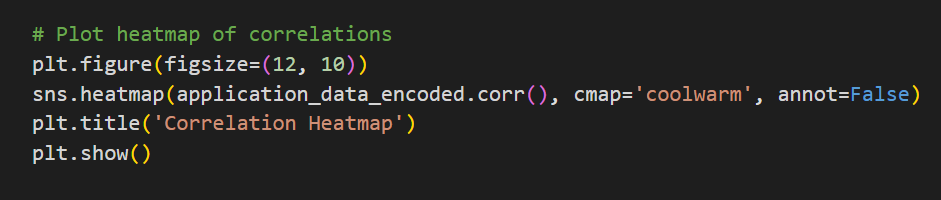 # Plot heatmap of correlations
plt.figure(figsize=(12, 10))
sns.heatmap(application_data_encoded.corr(), cmap='coolwarm', annot=False)
plt.title('Correlation Heatmap')
plt.show()